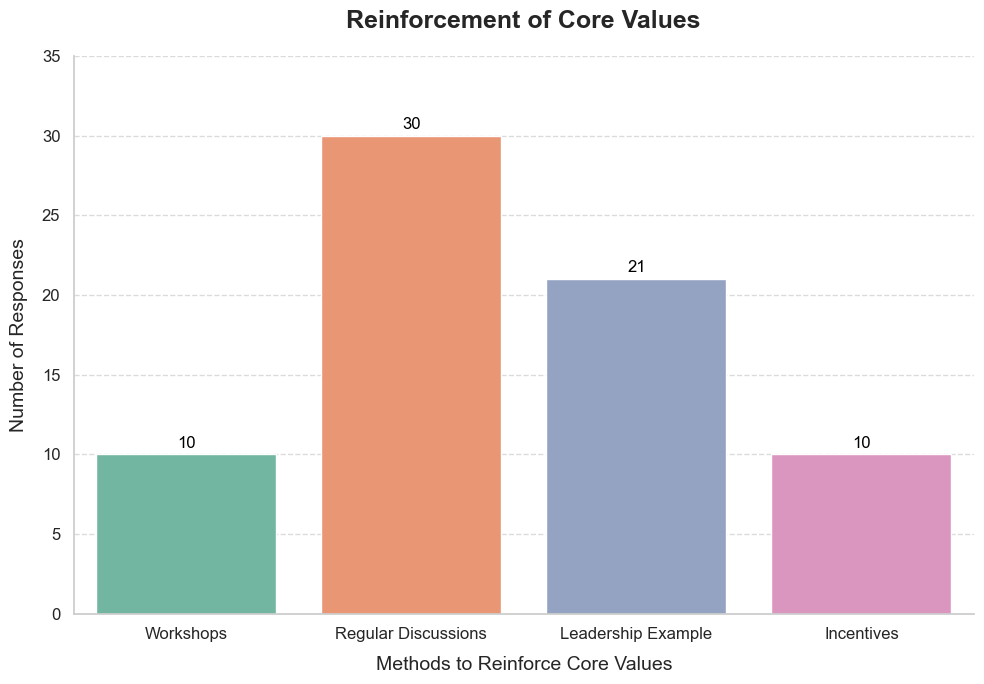 Reinforcement of Core Values
35
30
25
20
15
10
5
0
Number of Responses
10
30
21
10
Workshops
Regular Discussions
Leadership Example
Incentives
Methods to Reinforce Core Values